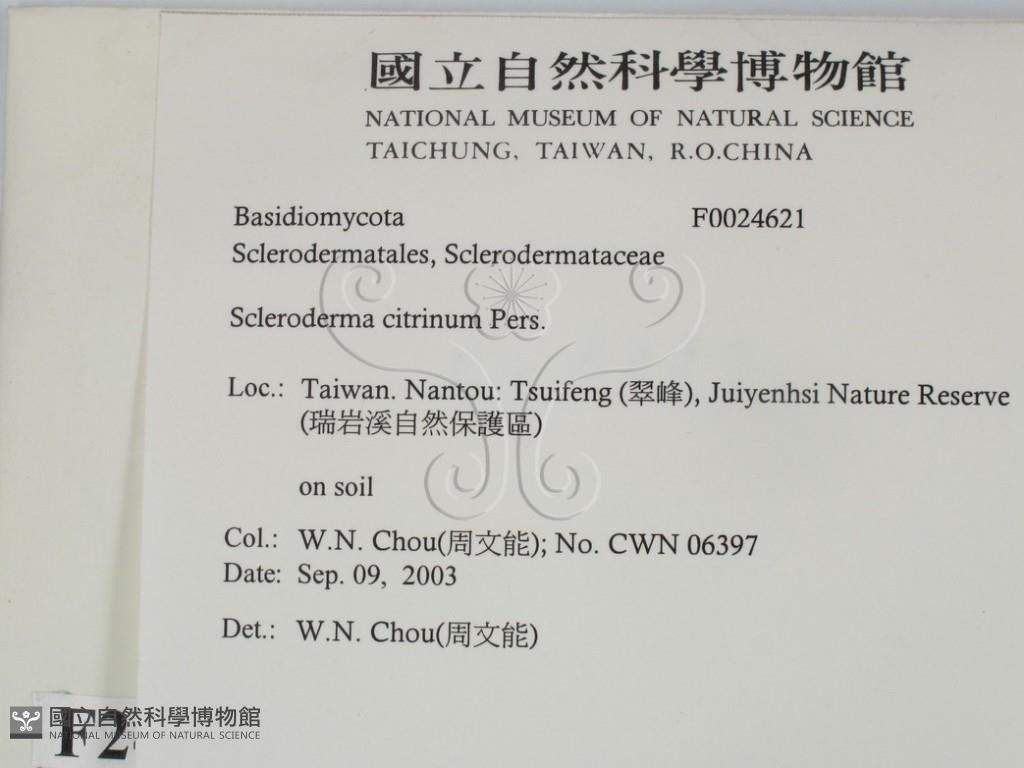 國立自然科學博物館
NATIONAL MUSEUM OF NATURAL SCIENCE
TAICHUNG, TAIWAN, R.O.CHINA
Basidiomycota F0024621
Sclerodermatales, Sclerodermataceae
Scleroderma citrinum Pers.
Loc.: Taiwan. Nantou: Tsuifeng (翠峰), Juiyenhsi Nature Reserve
(瑞岩溪自然保護區)
on soil
Col.: W.N. Chou(周文能); No. CWN 06397
Date: Sep. 09, 2003
Det.: W.N. Chou(周文能)
F2
國立自然科學博物館
NATIONAL MUSEUM OF NATURAL SCIENCE